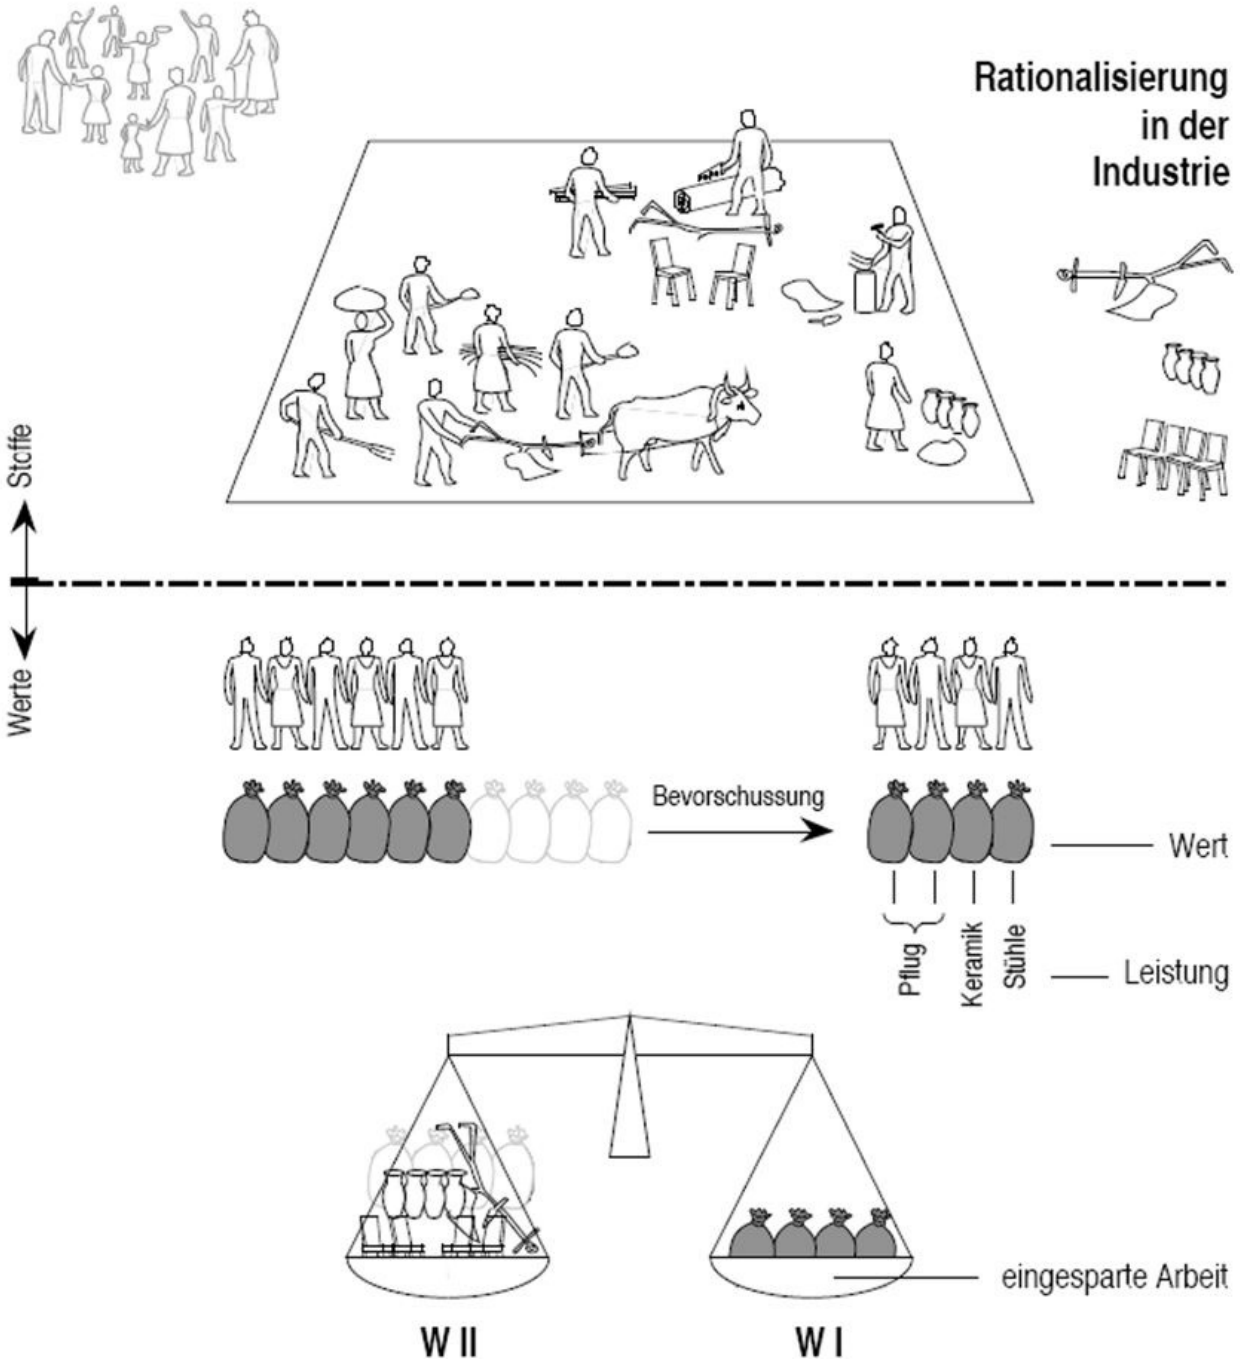 Rationalisierung
in der
Industrie
Stoffe
Werte
Bevorschussung
Wert
Pflug
Keramik
Stühle
Leistung
eingesparte Arbeit
W II
W I